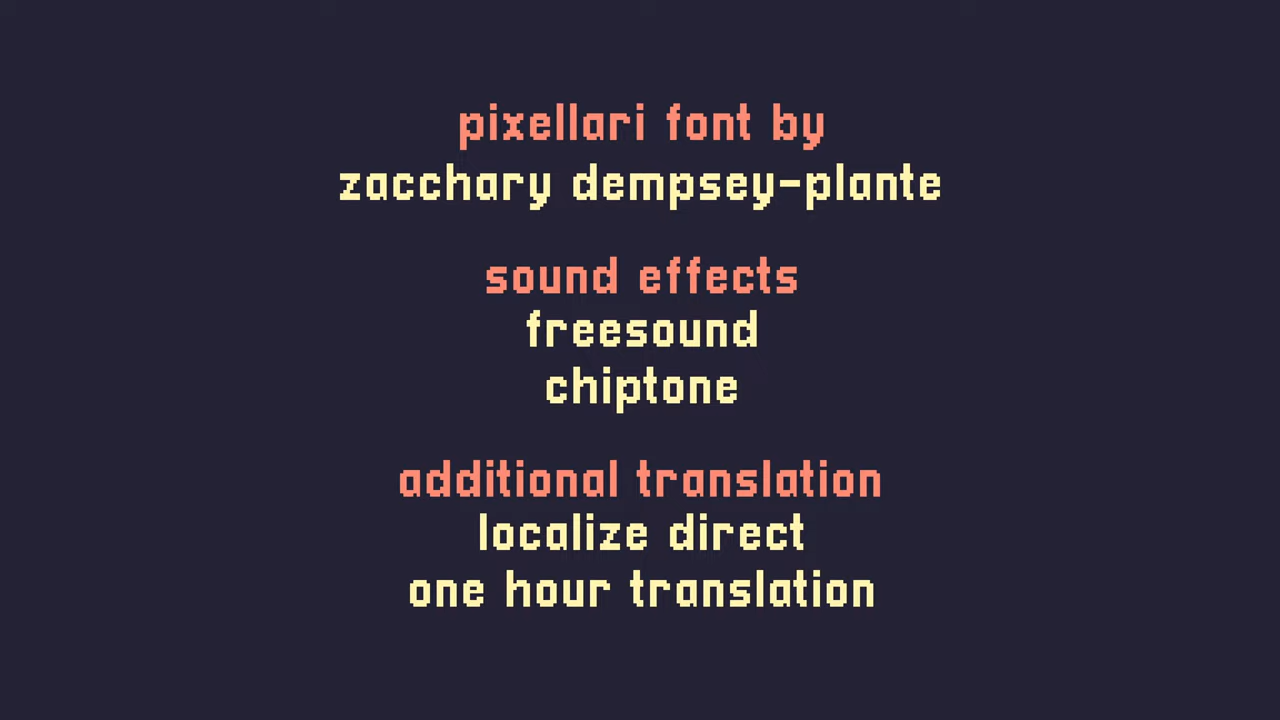 pixellari font by
zacchary dempsey-plante
sound effects
freesound
chiptone
additional translation
localize direct
one hour translation